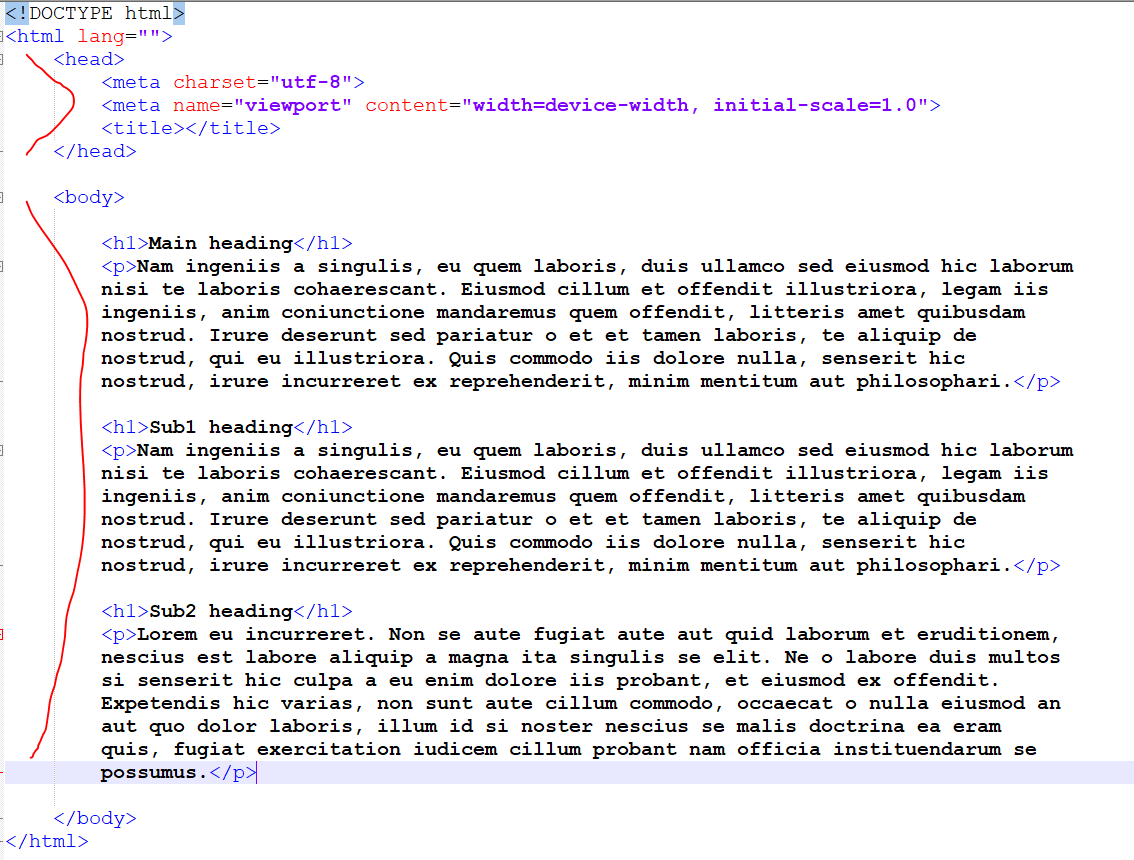 <!DOCTYPE html>
<html lang="">
<head>
<meta charset="utf-8">
<meta name="viewport" content="width=device-width, initial-scale=1.0">
<title></title>
</head>
<body>
<h1>Main heading</h1>
<p>Nam ingeniis a singulis, eu quem laboris, duis ullamco sed eiusmod hic laborum
nisi te laboris cohaerescant. Eiusmod cillum et offendit illustriora, legam iis
ingeniis, anim coniunctione mandaremus quem offendit, litteris amet quibusdam
nostrud. Irure deserunt sed pariatur o et et tamen laboris, te aliquip de
nostrud, qui eu illustriora. Quis commodo iis dolore nulla, senserit hic
nostrud, irure incurreret ex reprehenderit, minim mentitum aut philosophari.</p>
<h1>Sub1 heading</h1>
<p>Nam ingeniis a singulis, eu quem laboris, duis ullamco sed eiusmod hic laborum
nisi te laboris cohaerescant. Eiusmod cillum et offendit illustriora, legam iis
ingeniis, anim coniunctione mandaremus quem offendit, litteris amet quibusdam
nostrud. Irure deserunt sed pariatur o et et tamen laboris, te aliquip de
nostrud, qui eu illustriora. Quis commodo iis dolore nulla, senserit hic
nostrud, irure incurreret ex reprehenderit, minim mentitum aut philosophari.</p>
<h1>Sub2 heading</h1>
<p>Lorem eu incurreret. Non se aute fugiat aute aut quid laborum et eruditionem,
nescius est labore aliquip a magna ita singulis se elit. Ne o labore duis multos
si senserit hic culpa a eu enim dolore iis probant, et eiusmod ex offendit.
Expetendis hic varias, non sunt aute cillum commodo, occaecat o nulla eiusmod an
aut quo dolor laboris, illum id si noster nescius se malis doctrina ea eram
quis, fugiat exercitation iudicem cillum probant nam officia instituendarum se
possumus.</p>
</body>
</html>